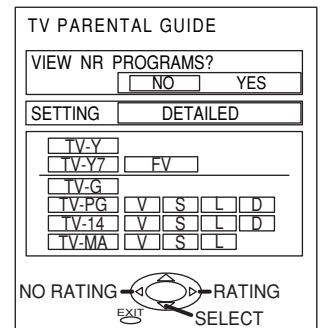 TV PARENTAL GUIDE
VIEW NR PROGRAMS?
NO YES
SETTING DETAILED
TV-Y
TV-Y7 FV
TV-G
TV-PG V S L D
TV-14 V S L D
TV-MA V S L
NO RATING RATING
EXIT SELECT